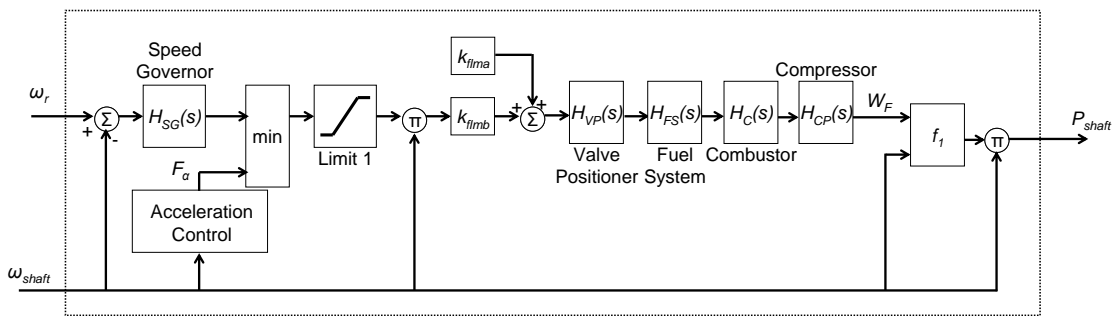 Speed
Governor
ω_r
Σ
+
-
H_SG(s)
min
F_α
Acceleration
Control
Limit 1
π
k_flma
k_flmb
+
+
Σ
H_VP(s)
Valve
Positioner
H_FS(s)
Fuel
System
H_C(s)
Combustor
Compressor
H_CP(s)
W_F
f_1
π
P_shaft
ω_shaft